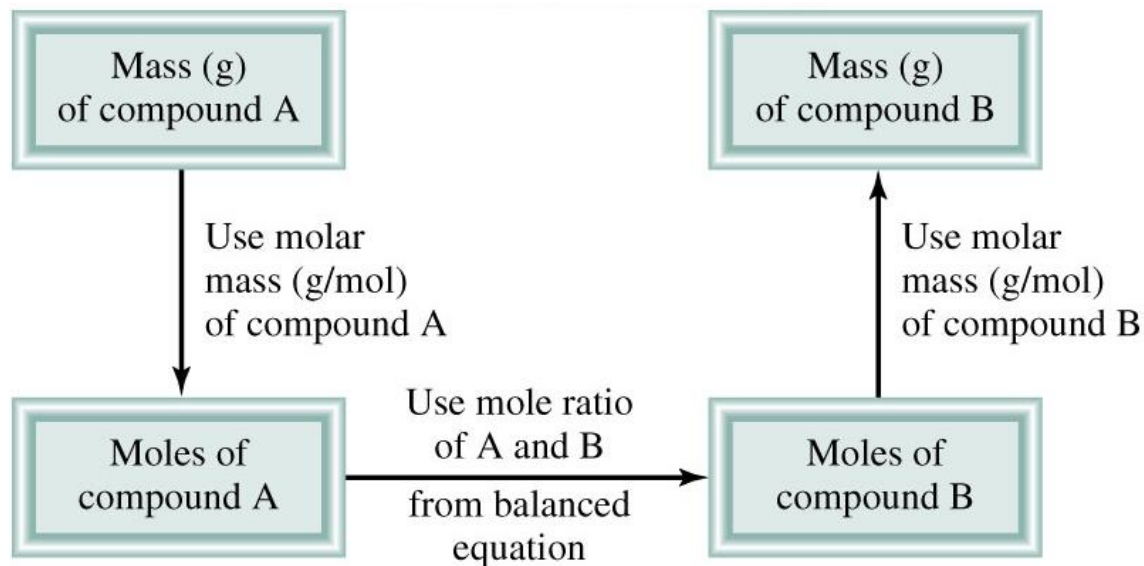 Mass (g)
of compound A
Mass (g)
of compound B
Use molar
mass (g/mol)
of compound A
Use molar
mass (g/mol)
of compound B
Moles of
compound A
Use mole ratio
of A and B
from balanced
equation
Moles of
compound B